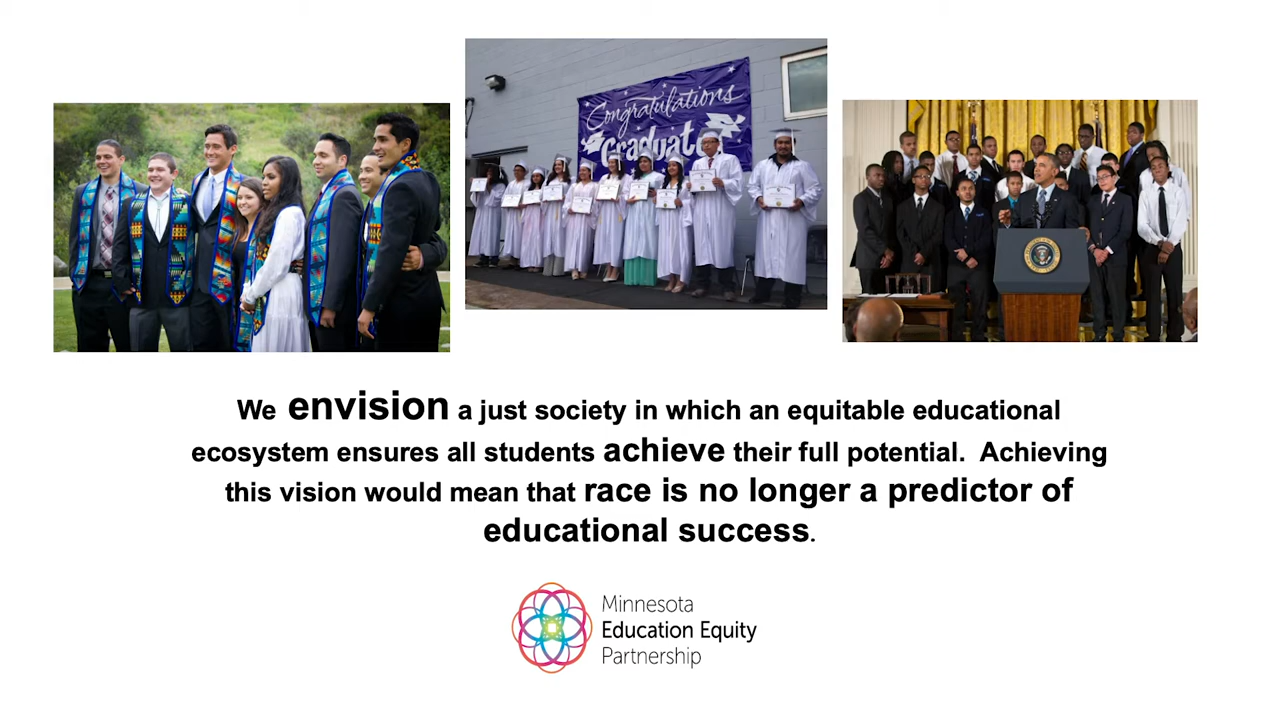 Congratulations
Graduate
We envision a just society in which an equitable educational
ecosystem ensures all students achieve their full potential.  Achieving
this vision would mean that race is no longer a predictor of
educational success.
Minnesota
Education Equity
Partnership